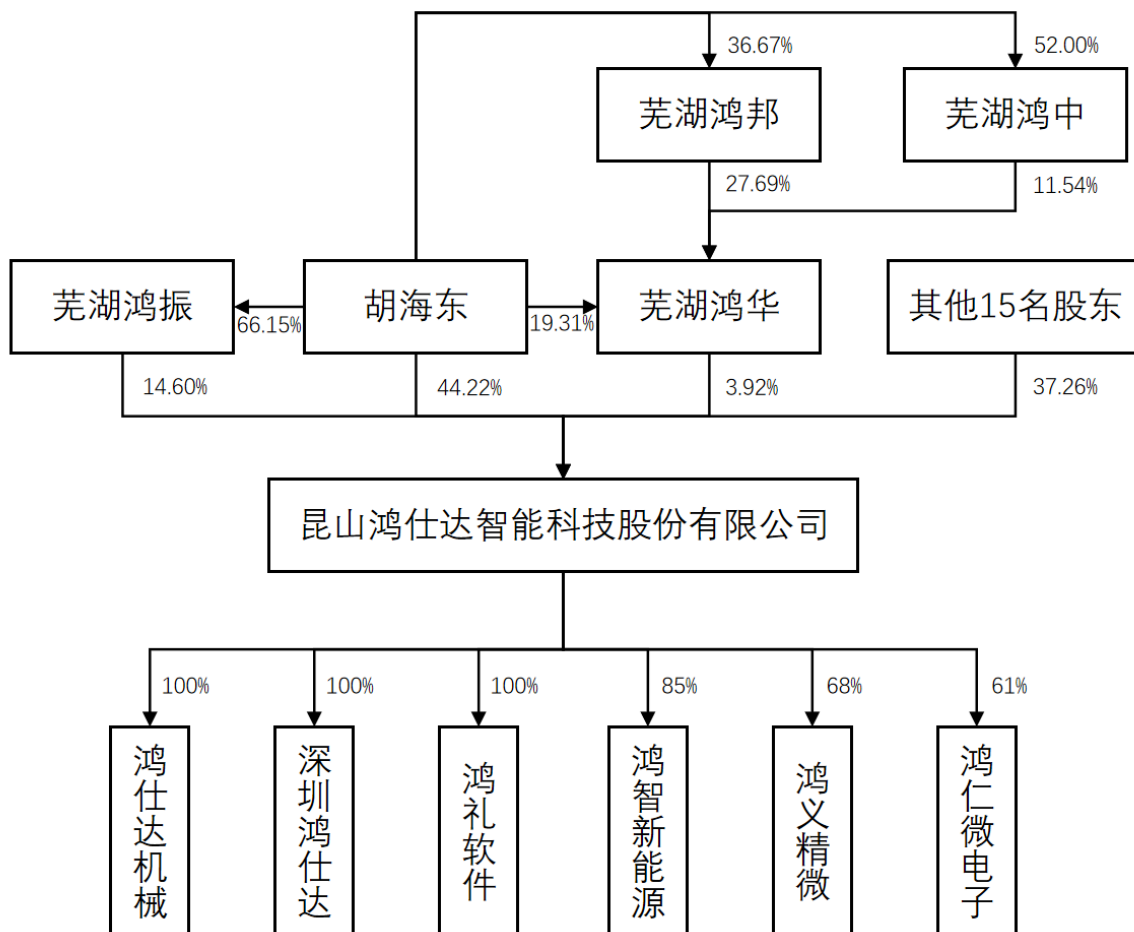 36.67%
52.00%
芜湖鸿邦
芜湖鸿中
27.69%
11.54%
芜湖鸿振
胡海东
芜湖鸿华
其他15名股东
66.15%
19.31%
14.60%
44.22%
3.92%
37.26%
昆山鸿仕达智能科技股份有限公司
100%
100%
100%
85%
68%
61%
鸿仕达机械
深圳鸿仕达
鸿礼软件
鸿智新能源
鸿义精微
鸿仁微电子